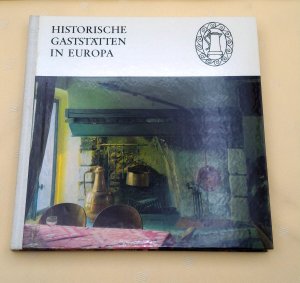 HISTORISCHE
GASTSTÄTTEN
IN EUROPA